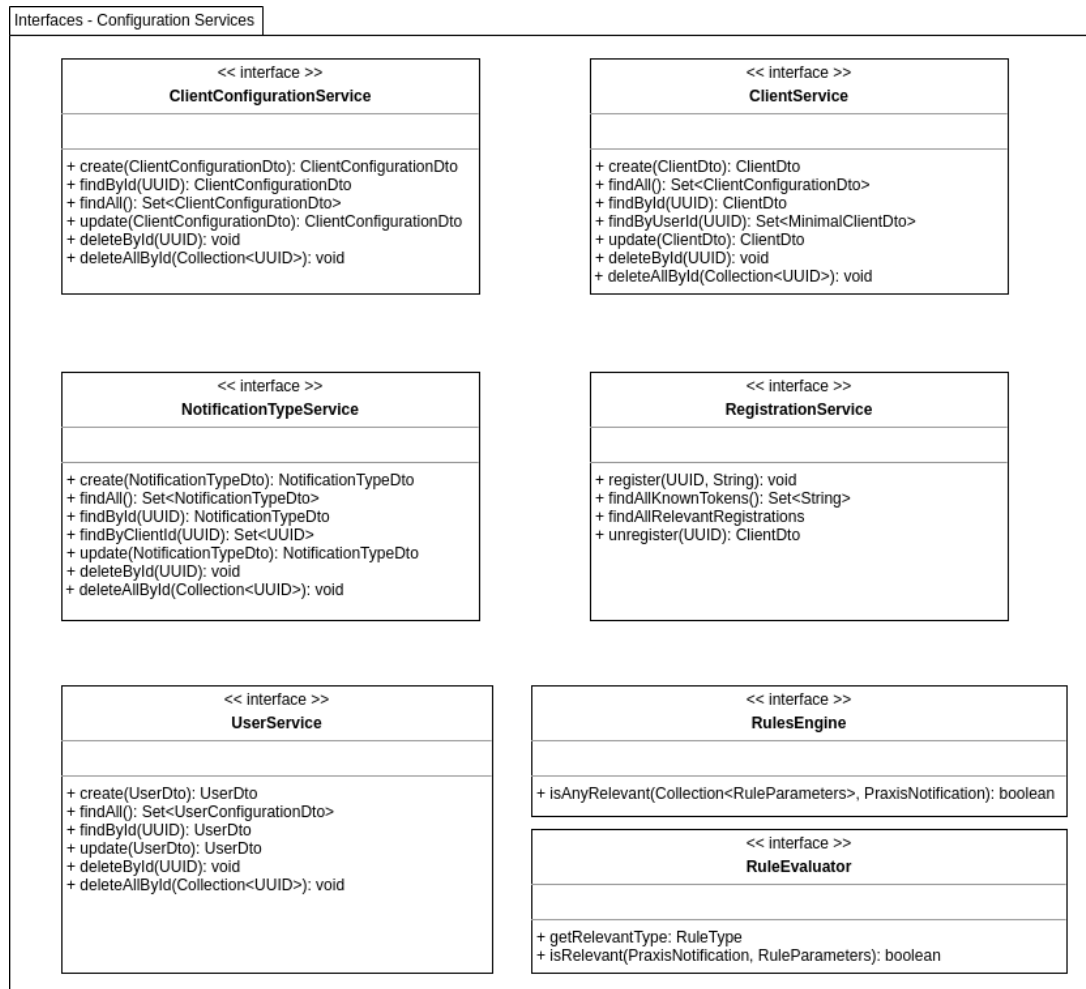 Interfaces - Configuration Services
<< interface >>
ClientConfigurationService
+ create(ClientConfigurationDto): ClientConfigurationDto
+ findById(UUID): ClientConfigurationDto
+ findAll(): Set<ClientConfigurationDto>
+ update(ClientConfigurationDto): ClientConfigurationDto
+ deleteById(UUID): void
+ deleteAllById(Collection<UUID>): void
<< interface >>
ClientService
+ create(ClientDto): ClientDto
+ findAll(): Set<ClientConfigurationDto>
+ findById(UUID): ClientDto
+ findByUserId(UUID): Set<MinimalClientDto>
+ update(ClientDto): ClientDto
+ deleteById(UUID): void
+ deleteAllById(Collection<UUID>): void
<< interface >>
NotificationTypeService
+ create(NotificationTypeDto): NotificationTypeDto
+ findAll(): Set<NotificationTypeDto>
+ findById(UUID): NotificationTypeDto
+ findByClientId(UUID): Set<UUID>
+ update(NotificationTypeDto): NotificationTypeDto
+ deleteById(UUID): void
+ deleteAllById(Collection<UUID>): void
<< interface >>
RegistrationService
+ register(UUID, String): void
+ findAllKnownTokens(): Set<String>
+ findAllRelevantRegistrations
+ unregister(UUID): ClientDto
<< interface >>
UserService
+ create(UserDto): UserDto
+ findAll(): Set<UserConfigurationDto>
+ findById(UUID): UserDto
+ update(UserDto): UserDto
+ deleteById(UUID): void
+ deleteAllById(Collection<UUID>): void
<< interface >>
RulesEngine
+ isAnyRelevant(Collection<RuleParameters>, PraxisNotification): boolean
<< interface >>
RuleEvaluator
+ getRelevantType: RuleType
+ isRelevant(PraxisNotification, RuleParameters): boolean